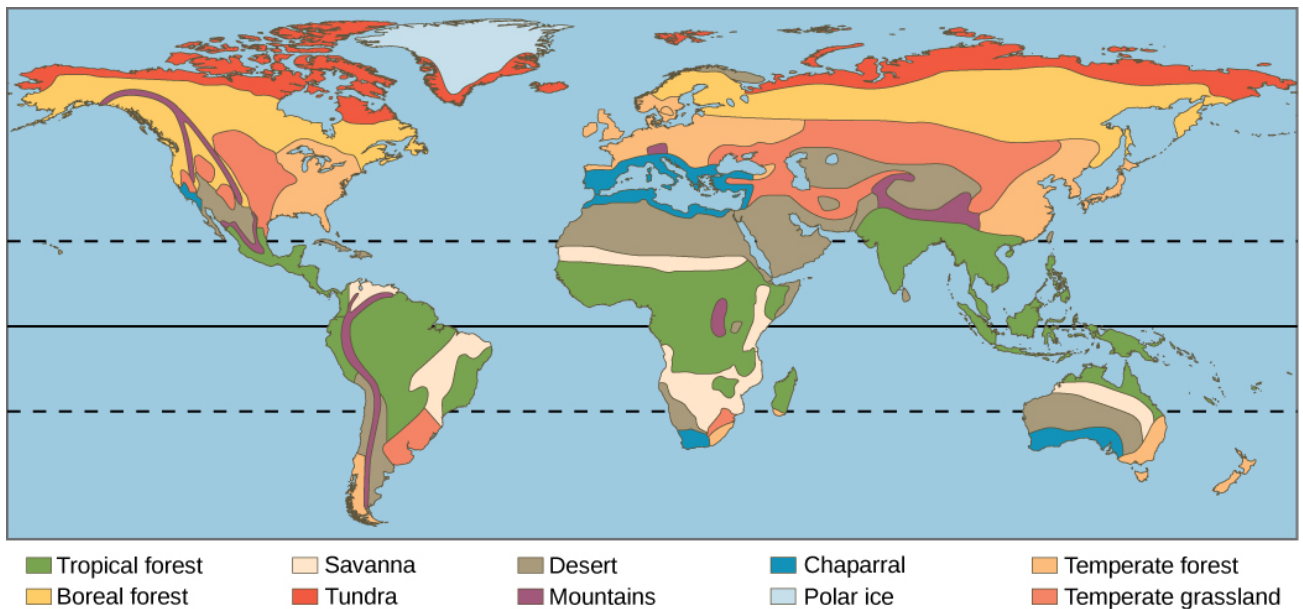 Tropical forest Savanna Desert Chaparral Temperate forest
Boreal forest Tundra Mountains Polar ice Temperate grassland